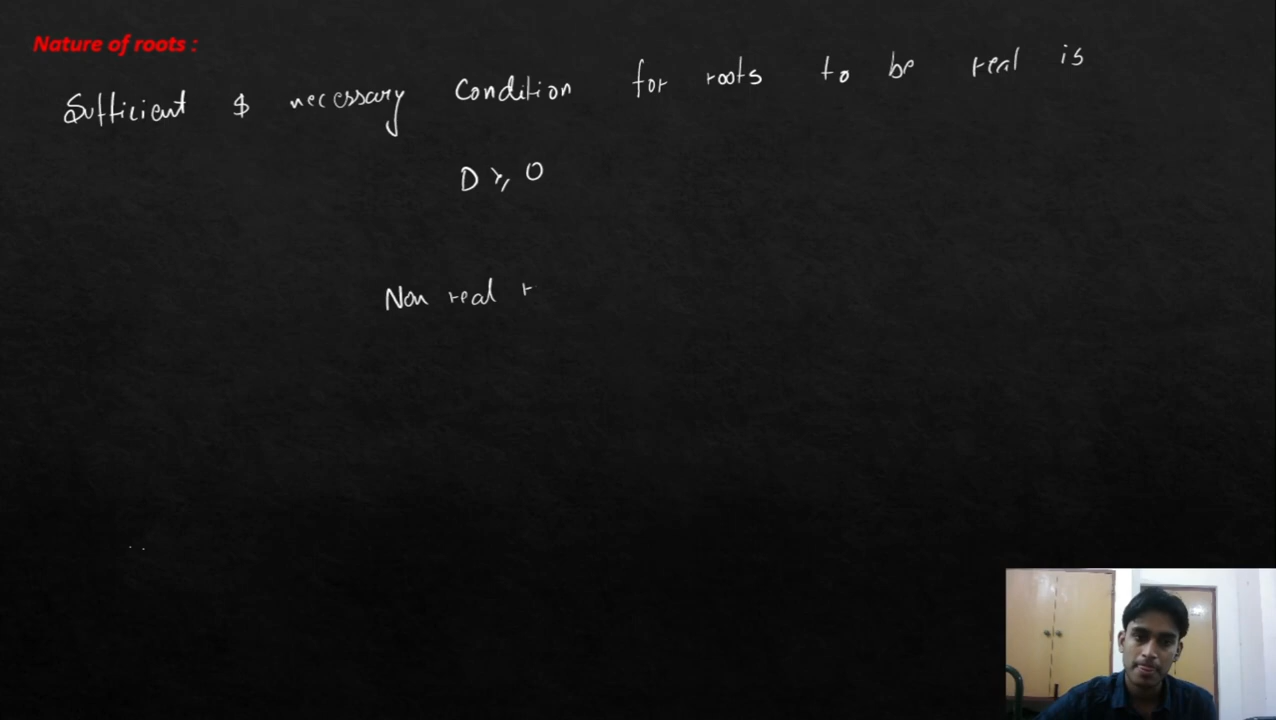 Nature of roots :
Sufficient & necessary Condition for roots to be real is
D ⩾ 0
Non real r